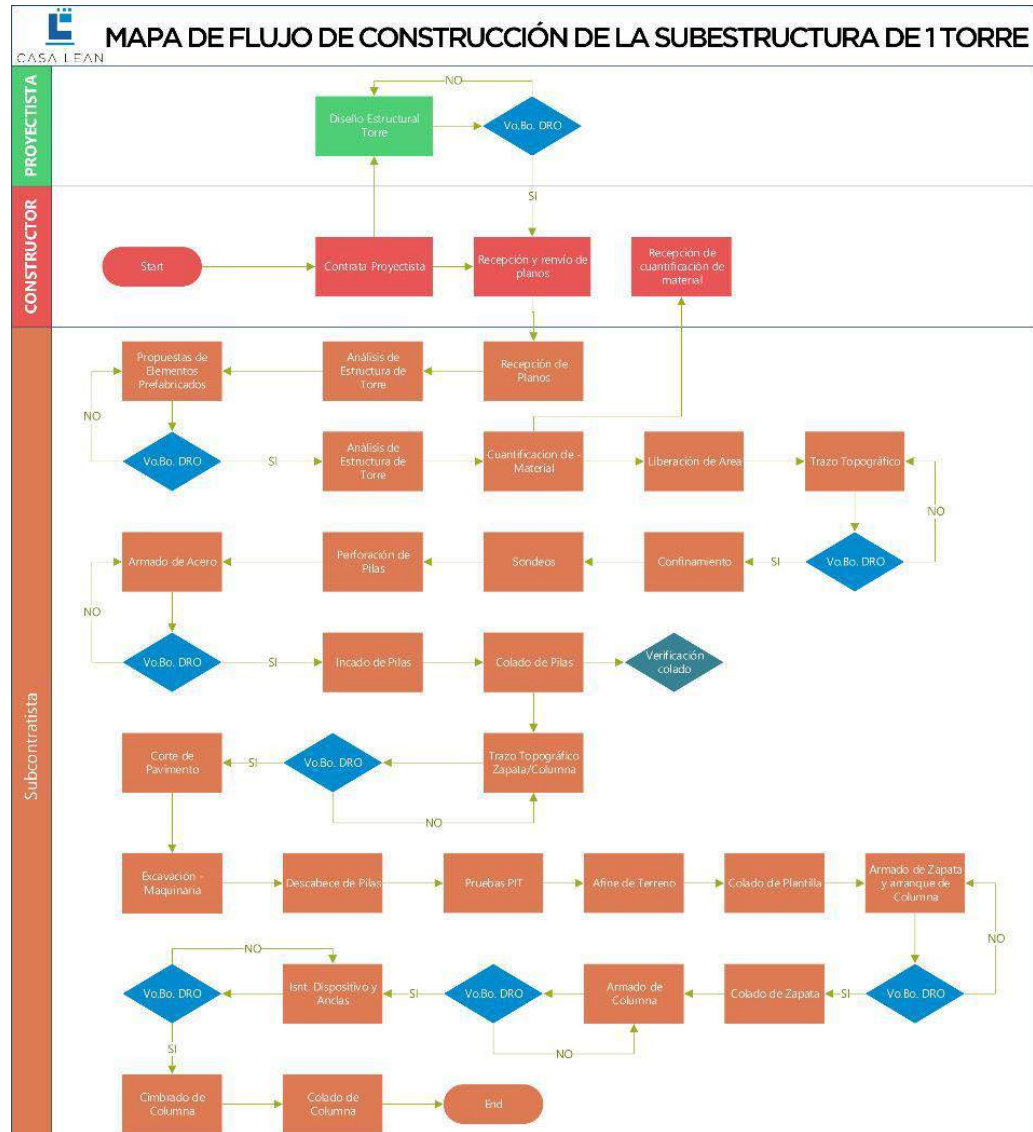 MAPA DE FLUJO DE CONSTRUCCIÓN DE LA SUBESTRUCTURA DE 1 TORRE
CASA LEAN
PROYECTISTA
NO
Diseño Estructural
Torre
Vo.Bo. DRO
SI
CONSTRUCTOR
Start
Contrata Proyectista
Recepción y renvío de
planos
Recepción de
cuantificación de
material
Subcontratista
Propuestas de
Elementos
Prefabricados
Análisis de
Estructura de
Torre
Recepción de
Planos
NO
Vo.Bo. DRO
SI
Análisis de
Estructura de
Torre
Cuantificacion de -
Material
Liberación de Área
Trazo Topográfico
NO
Armado de Acero
Perforación de
Pilas
Sondeos
Confinamiento
SI
Vo.Bo. DRO
NO
Vo.Bo. DRO
SI
Incado de Pilas
Colado de Pilas
Verificación
colado
Corte de
Pavimento
SI
Vo.Bo. DRO
Trazo Topográfico
Zapata/Columna
NO
Excavación -
Maquinaria
Descabece de Pilas
Pruebas PIT
Afine de Terreno
Colado de Plantilla
Armado de Zapata
y arranque de
Columna
NO
NO
Vo.Bo. DRO
Isnt. Dispositivo y
Anclas
SI
Vo.Bo. DRO
Armado de
Columna
Colado de Zapata
SI
Vo.Bo. DRO
NO
SI
Cimbrado de
Columna
Colado de
Columna
End